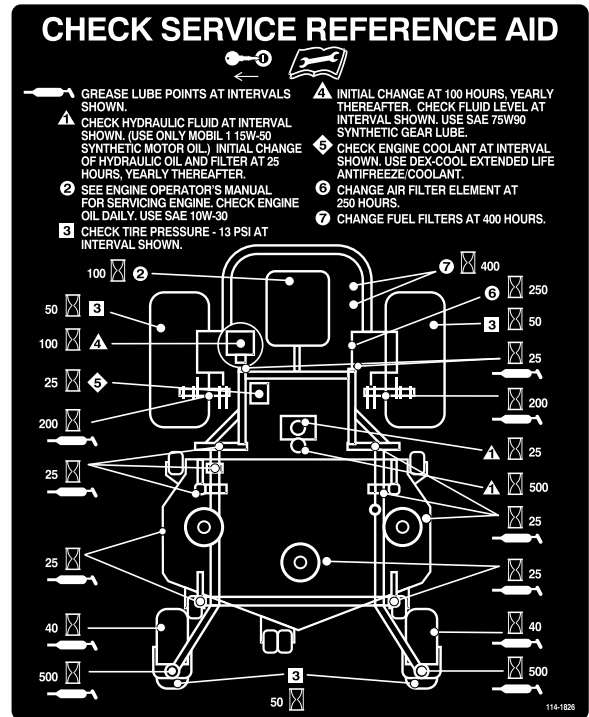 CHECK SERVICE REFERENCE AID
GREASE LUBE POINTS AT INTERVALS
SHOWN.
1 CHECK HYDRAULIC FLUID AT INTERVAL
SHOWN. (USE ONLY MOBIL 1 15W-50
SYNTHETIC MOTOR OIL.) INITIAL CHANGE
OF HYDRAULIC OIL AND FILTER AT 25
HOURS, YEARLY THEREAFTER.
2 SEE ENGINE OPERATOR'S MANUAL
FOR SERVICING ENGINE. CHECK ENGINE
OIL DAILY. USE SAE 10W-30
3 CHECK TIRE PRESSURE - 13 PSI AT
INTERVAL SHOWN.
4 INITIAL CHANGE AT 100 HOURS, YEARLY
THEREAFTER. CHECK FLUID LEVEL AT
INTERVAL SHOWN. USE SAE 75W90
SYNTHETIC GEAR LUBE.
5 CHECK ENGINE COOLANT AT INTERVAL
SHOWN. USE DEX-COOL EXTENDED LIFE
ANTIFREEZE/COOLANT.
6 CHANGE AIR FILTER ELEMENT AT
250 HOURS.
7 CHANGE FUEL FILTERS AT 400 HOURS.
100 2
7 400
6 250
50 3
3 50
100 4
25
25 5
200
200
1 25
25
1 500
25
25
25
40
40
500
500
3
50
114-1826